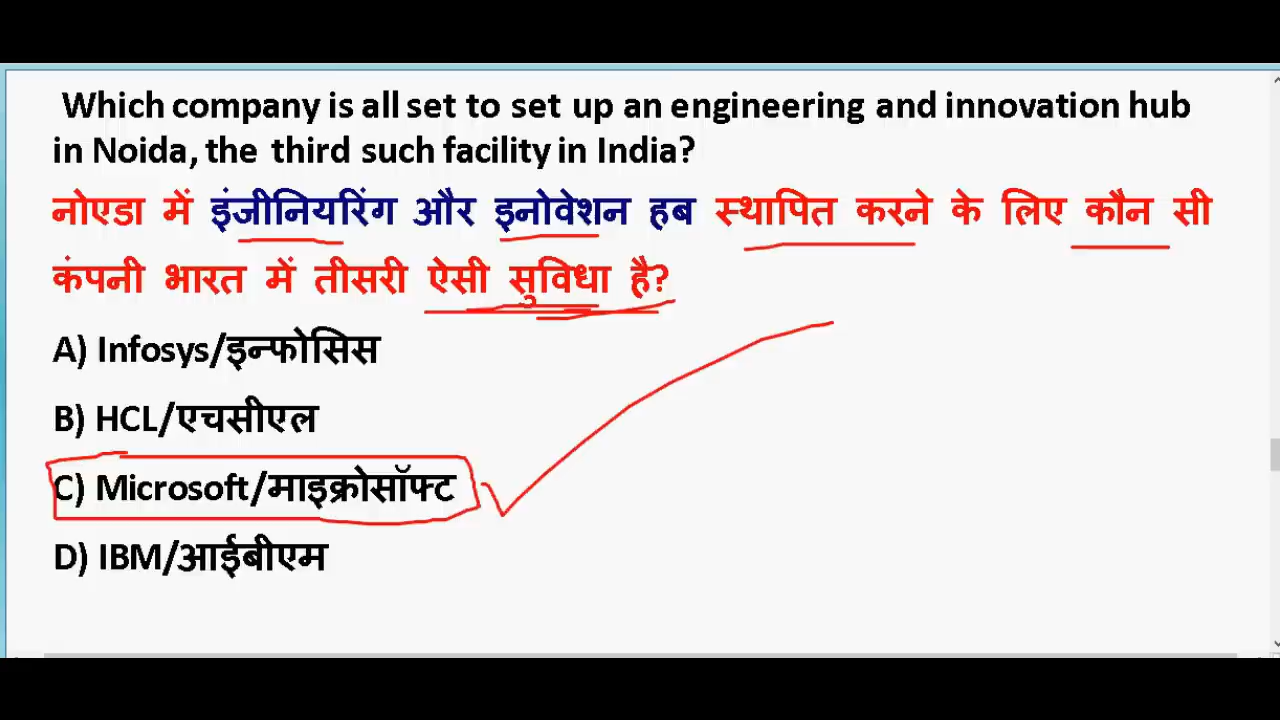 Which company is all set to set up an engineering and innovation hub
in Noida, the third such facility in India?
नोएडा में इंजीनियरिंग और इनोवेशन हब स्थापित करने के लिए कौन सी
कंपनी भारत में तीसरी ऐसी सुविधा है?
A) Infosys/इन्फोसिस
B) HCL/एचसीएल
C) Microsoft/माइक्रोसॉफ्ट
D) IBM/आईबीएम